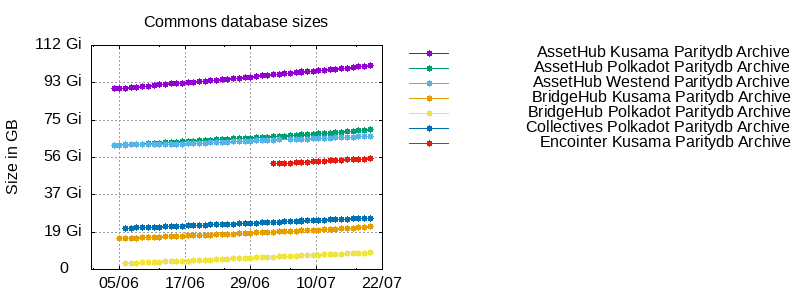 Commons database sizes
112 Gi
93 Gi
75 Gi
56 Gi
37 Gi
19 Gi
0
Size in GB
05/06 17/06 29/06 10/07 22/07
AssetHub Kusama Paritydb Archive
AssetHub Polkadot Paritydb Archive
AssetHub Westend Paritydb Archive
BridgeHub Kusama Paritydb Archive
BridgeHub Polkadot Paritydb Archive
Collectives Polkadot Paritydb Archive
Encointer Kusama Paritydb Archive